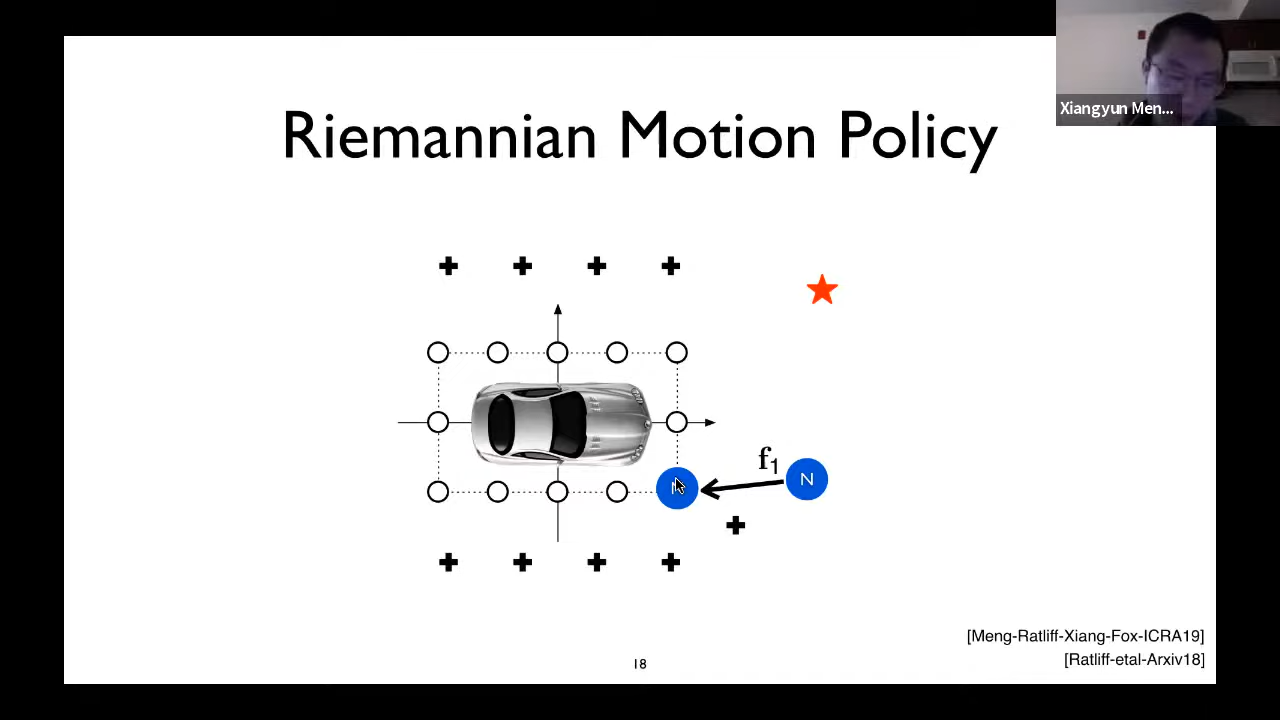 Xiangyun Men...
Riemannian Motion Policy
f1
N
[Meng-Ratliff-Xiang-Fox-ICRA19]
[Ratliff-etal-Arxiv18]
18